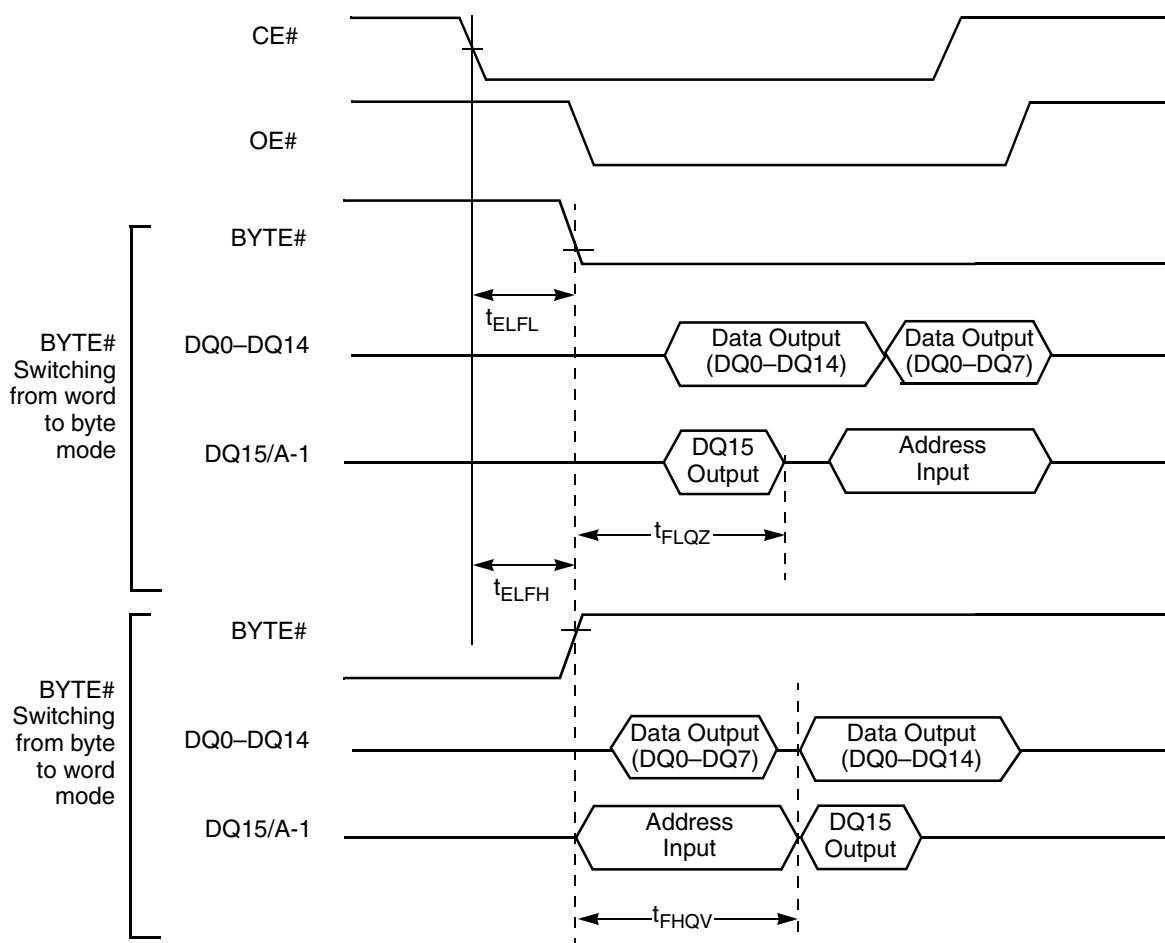 CE#
OE#
BYTE#
tELFL
BYTE#
Switching
from word
to byte
mode
DQ0–DQ14
Data Output
(DQ0–DQ14)
Data Output
(DQ0–DQ7)
DQ15/A-1
DQ15
Output
Address
Input
tFLQZ
tELFH
BYTE#
BYTE#
Switching
from byte
to word
mode
DQ0–DQ14
Data Output
(DQ0–DQ7)
Data Output
(DQ0–DQ14)
DQ15/A-1
Address
Input
DQ15
Output
tFHQV